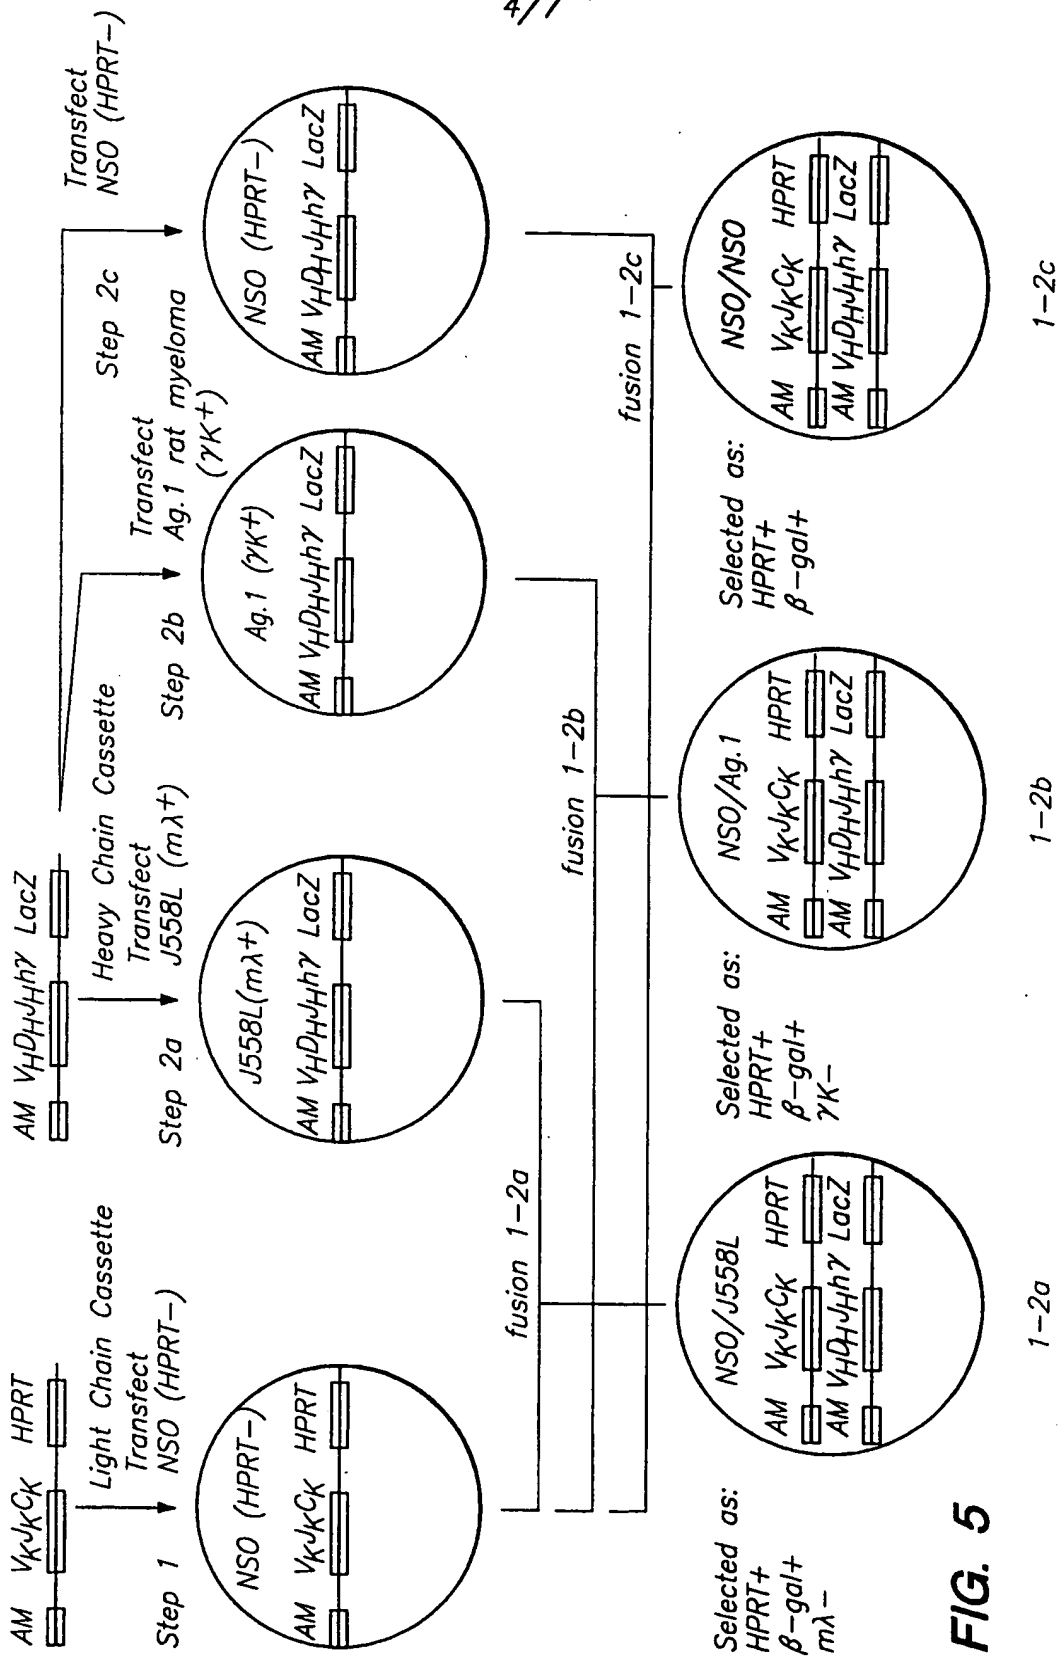 4/7
AM VKJKCK HPRT
Light Chain Cassette
Transfect
NSO (HPRT-)
Step 1
NSO (HPRT-)
AM VKJKCK HPRT
AM VHDHJHhγ LacZ
Heavy Chain Cassette
Transfect
J558L (mλ+)
Step 2a
J558L(mλ+)
AM VHDHJHhγ LacZ
Transfect
Ag.1 rat myeloma
(γK+)
Step 2b
Ag.1 (γK+)
AM VHDHJHhγ LacZ
Transfect
NSO (HPRT-)
Step 2c
NSO (HPRT-)
AM VHDHJHhγ LacZ
fusion 1-2a
fusion 1-2b
fusion 1-2c
Selected as:
HPRT+
β-gal+
mλ-
NSO/J558L
AM VKJKCK HPRT
AM VHDHJHhγ LacZ
1-2a
Selected as:
HPRT+
β-gal+
γK-
NSO/Ag.1
AM VKJKCK HPRT
AM VHDHJHhγ LacZ
1-2b
Selected as:
HPRT+
β-gal+
NSO/NSO
AM VKJKCK HPRT
AM VHDHJHhγ LacZ
1-2c
FIG. 5